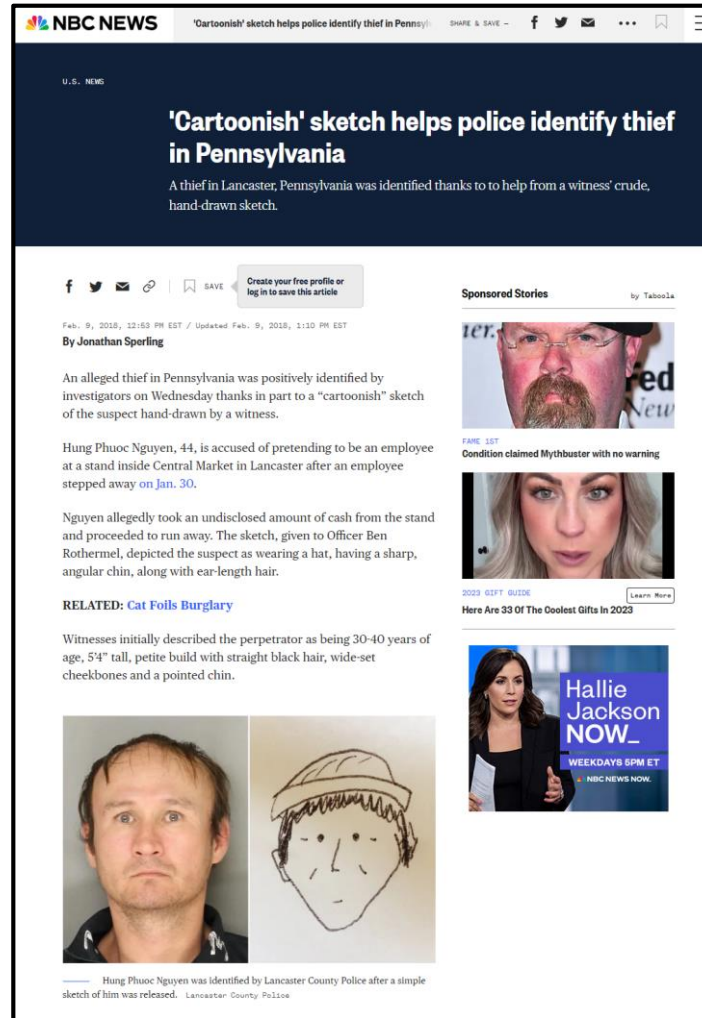 NBC NEWS
'Cartoonish' sketch helps police identify thief in Pennsyl
SHARE & SAVE —
U.S. NEWS
'Cartoonish' sketch helps police identify thief
in Pennsylvania
A thief in Lancaster, Pennsylvania was identified thanks to to help from a witness' crude,
hand-drawn sketch.
SAVE
Create your free profile or
log in to save this article
Feb. 9, 2018, 12:53 PM EST / Updated Feb. 9, 2018, 1:10 PM EST
By Jonathan Sperling
An alleged thief in Pennsylvania was positively identified by
investigators on Wednesday thanks in part to a “cartoonish” sketch
of the suspect hand-drawn by a witness.
Hung Phuoc Nguyen, 44, is accused of pretending to be an employee
at a stand inside Central Market in Lancaster after an employee
stepped away on Jan. 30.
Nguyen allegedly took an undisclosed amount of cash from the stand
and proceeded to run away. The sketch, given to Officer Ben
Rothermel, depicted the suspect as wearing a hat, having a sharp,
angular chin, along with ear-length hair.
RELATED: Cat Foils Burglary
Witnesses initially described the perpetrator as being 30-40 years of
age, 5’4” tall, petite build with straight black hair, wide-set
cheekbones and a pointed chin.
Hung Phuoc Nguyen was identified by Lancaster County Police after a simple
sketch of him was released. Lancaster County Police
Sponsored Stories
by Taboola
ier.
red
New
FAME 1ST
Condition claimed Mythbuster with no warning
2023 GIFT GUIDE
Learn More
Here Are 33 Of The Coolest Gifts In 2023
Hallie
Jackson
NOW_
WEEKDAYS 5PM ET
NBC NEWS NOW.